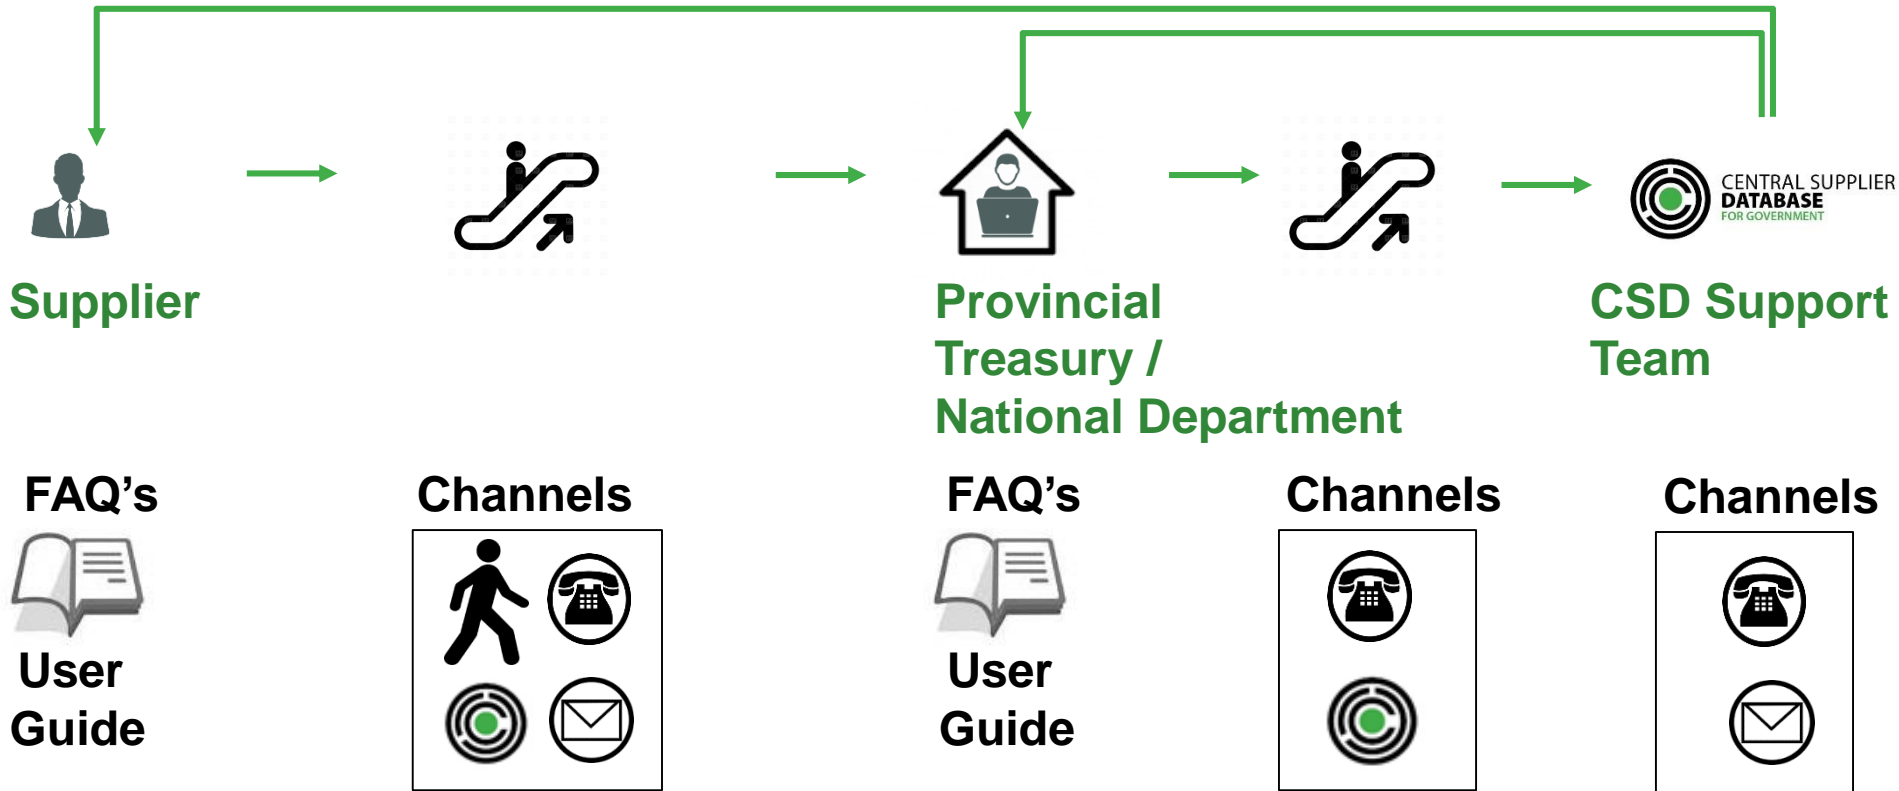 CENTRAL SUPPLIER
DATABASE
FOR GOVERNMENT
Supplier
Provincial
Treasury /
National Department
CSD Support
Team
FAQ’s
Channels
FAQ’s
Channels
Channels
User
Guide
User
Guide